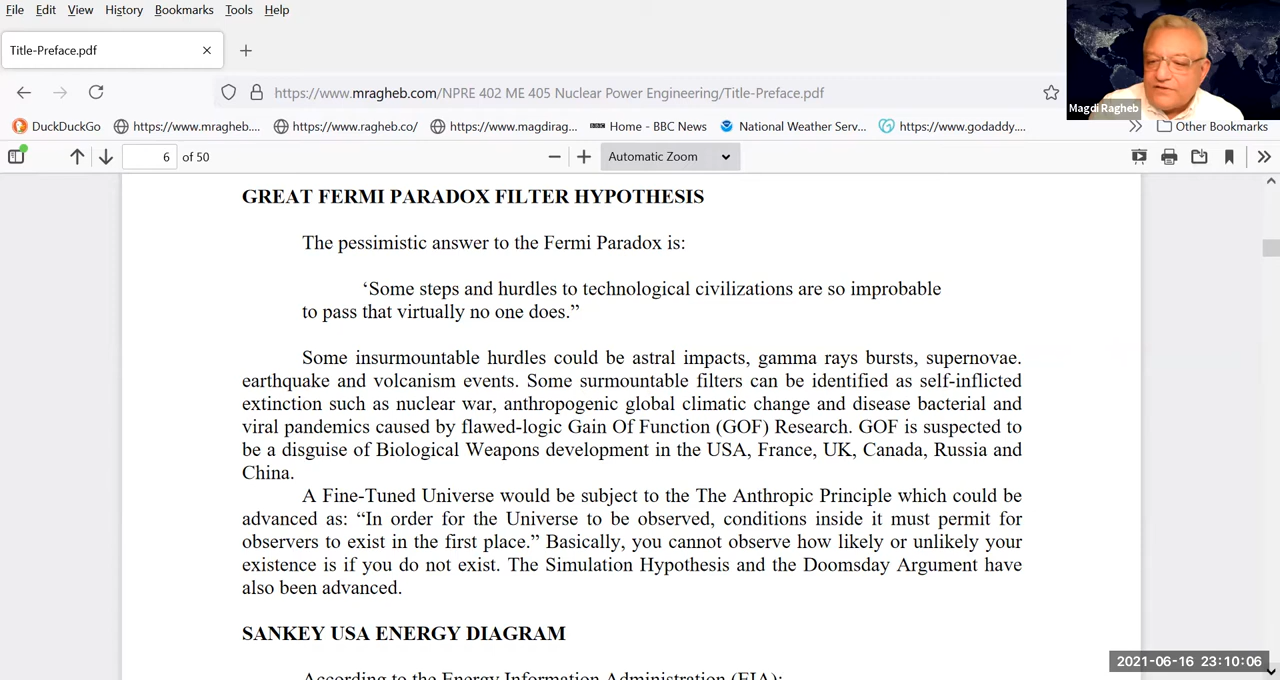 File Edit View History Bookmarks Tools Help
Title-Preface.pdf
https://www.mragheb.com/NPRE 402 ME 405 Nuclear Power Engineering/Title-Preface.pdf
DuckDuckGo https://www.mragheb.... https://www.ragheb.co/ https://www.magdirag... Home - BBC News National Weather Serv... https://www.godaddy.... Other Bookmarks
Magdi Ragheb
6 of 50 Automatic Zoom
GREAT FERMI PARADOX FILTER HYPOTHESIS
The pessimistic answer to the Fermi Paradox is:
‘Some steps and hurdles to technological civilizations are so improbable
to pass that virtually no one does.”
Some insurmountable hurdles could be astral impacts, gamma rays bursts, supernovae.
earthquake and volcanism events. Some surmountable filters can be identified as self-inflicted
extinction such as nuclear war, anthropogenic global climatic change and disease bacterial and
viral pandemics caused by flawed-logic Gain Of Function (GOF) Research. GOF is suspected to
be a disguise of Biological Weapons development in the USA, France, UK, Canada, Russia and
China.
A Fine-Tuned Universe would be subject to the The Anthropic Principle which could be
advanced as: “In order for the Universe to be observed, conditions inside it must permit for
observers to exist in the first place.” Basically, you cannot observe how likely or unlikely your
existence is if you do not exist. The Simulation Hypothesis and the Doomsday Argument have
also been advanced.
SANKEY USA ENERGY DIAGRAM
According to the Energy Information Administration (EIA):
2021-06-16 23:10:06